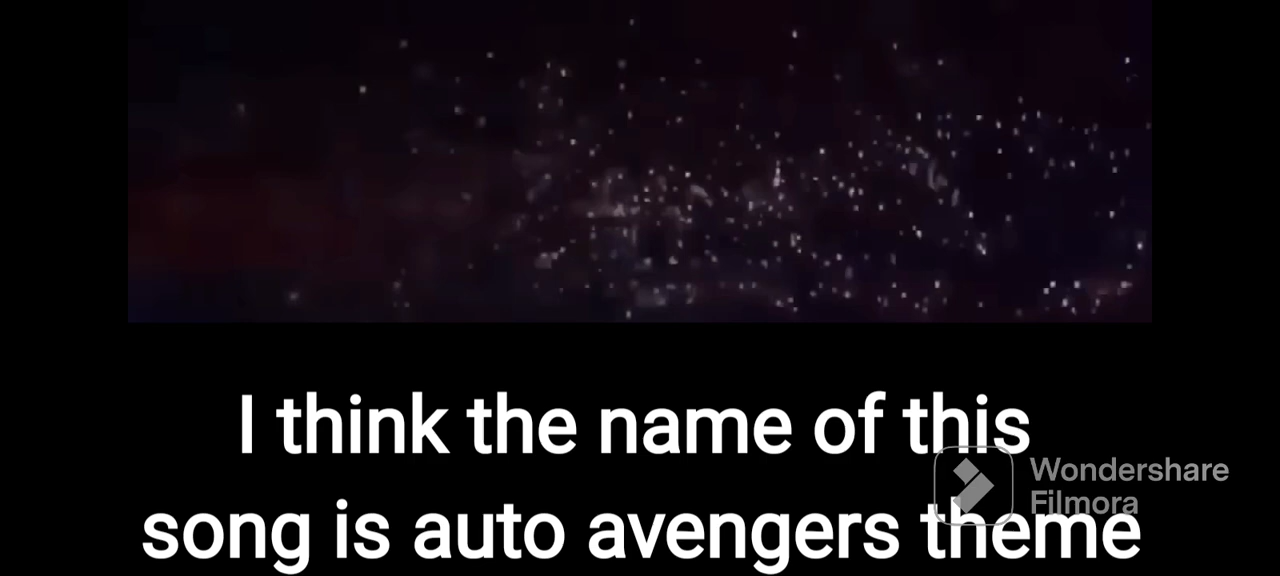 I think the name of this
song is auto avengers theme
Wondershare
Filmora